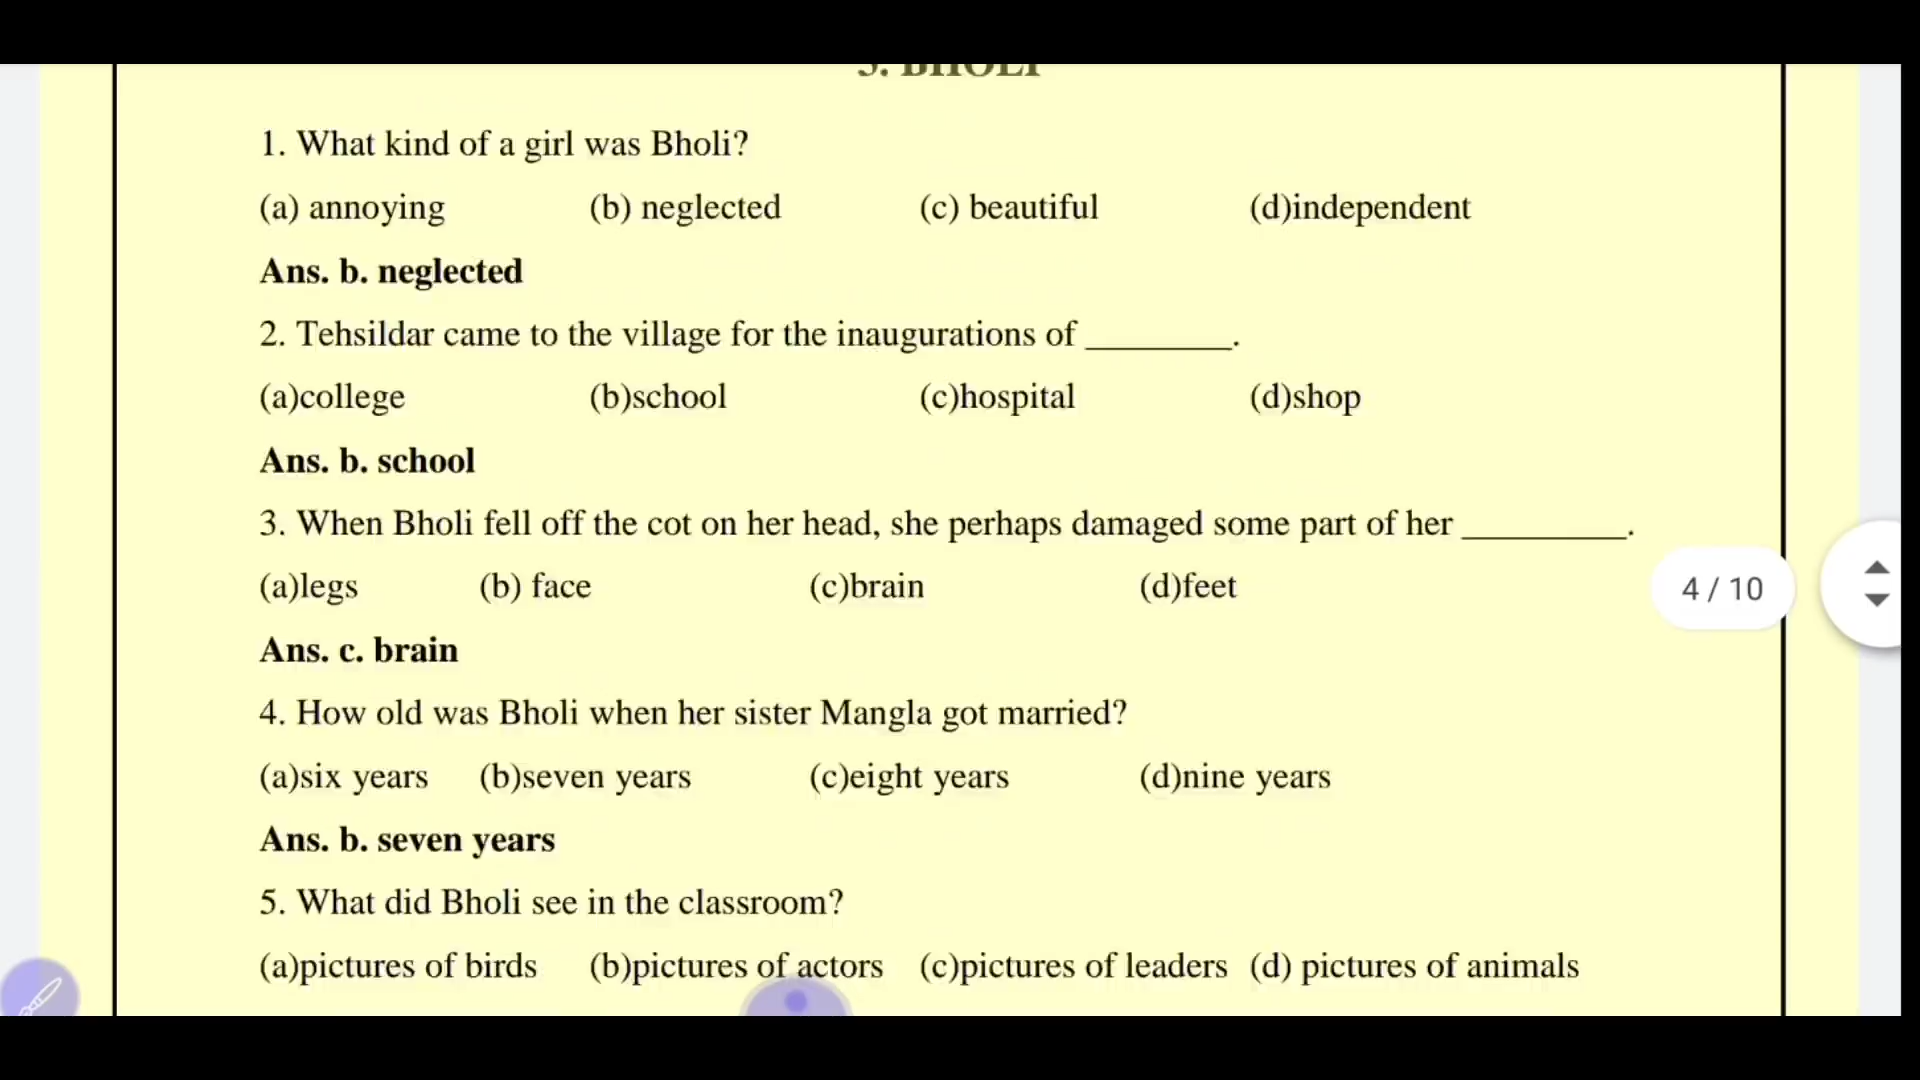 1. What kind of a girl was Bholi?
(a) annoying (b) neglected (c) beautiful (d)independent
Ans. b. neglected
2. Tehsildar came to the village for the inaugurations of ________.
(a)college (b)school (c)hospital (d)shop
Ans. b. school
3. When Bholi fell off the cot on her head, she perhaps damaged some part of her _________.
(a)legs (b) face (c)brain (d)feet
4 / 10
Ans. c. brain
4. How old was Bholi when her sister Mangla got married?
(a)six years (b)seven years (c)eight years (d)nine years
Ans. b. seven years
5. What did Bholi see in the classroom?
(a)pictures of birds (b)pictures of actors (c)pictures of leaders (d) pictures of animals